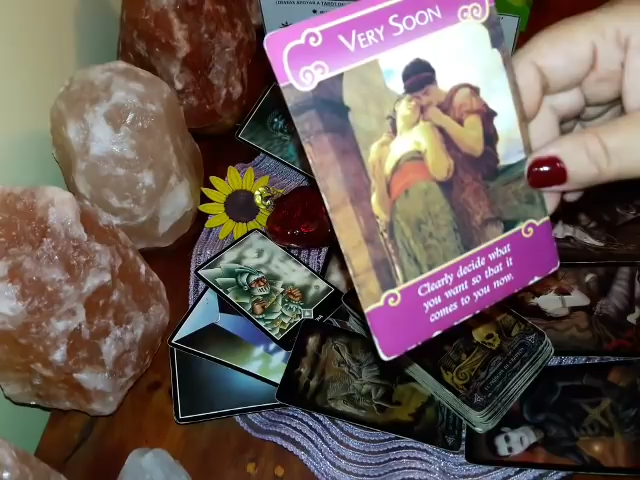 VERY SOON
Clearly decide what
you want so that it
comes to you now.